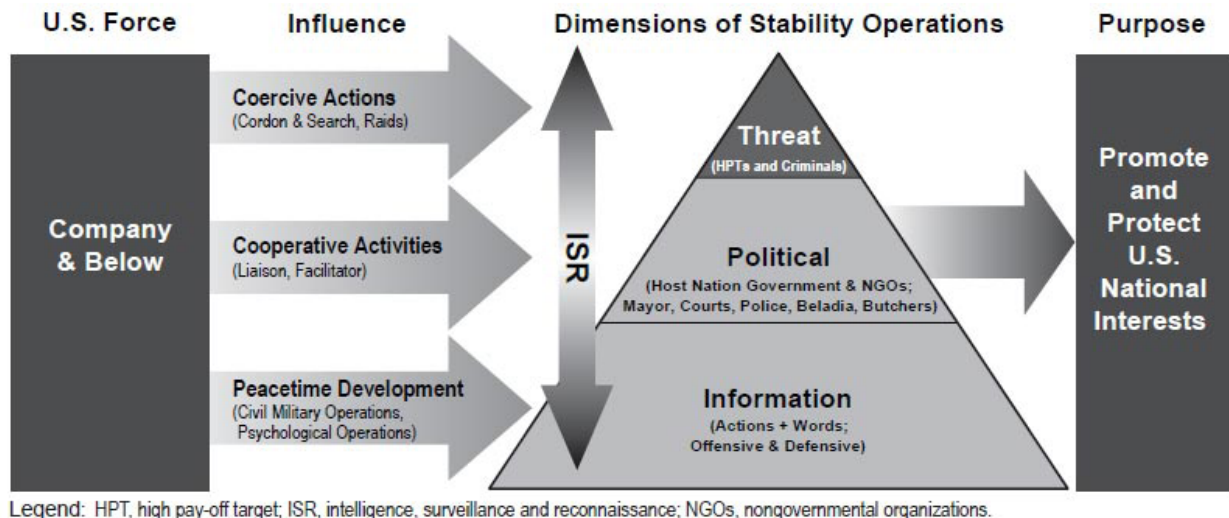 U.S. Force
Influence
Dimensions of Stability Operations
Purpose
Company
& Below
Coercive Actions
(Cordon & Search, Raids)
Cooperative Activities
(Liaison, Facilitator)
Peacetime Development
(Civil Military Operations,
Psychological Operations)
ISR
Threat
(HPTs and Criminals)
Political
(Host Nation Government & NGOs;
Mayor, Courts, Police, Beladia, Butchers)
Information
(Actions + Words;
Offensive & Defensive)
Promote
and
Protect
U.S.
National
Interests
Legend: HPT, high pay-off target; ISR, intelligence, surveillance and reconnaissance; NGOs, nongovernmental organizations.